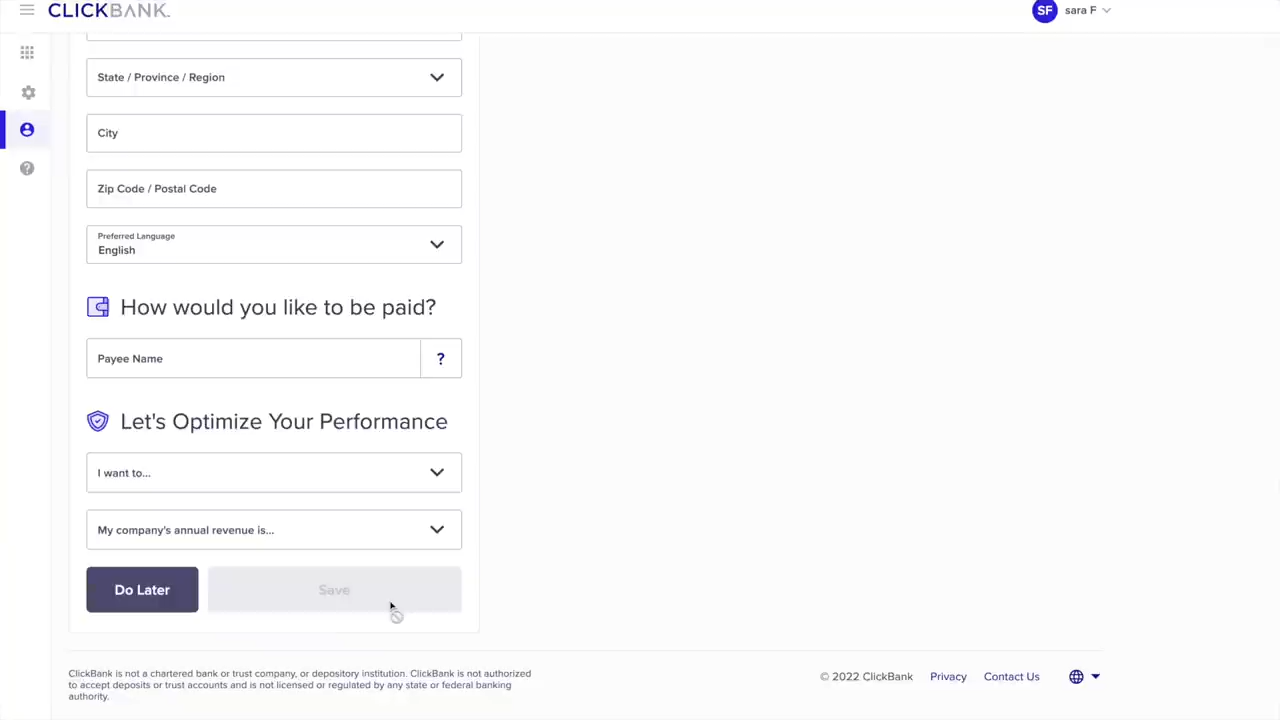 CLICKBANK.
SF
sara F
State / Province / Region
City
Zip Code / Postal Code
Preferred Language
English
How would you like to be paid?
Payee Name
?
Let's Optimize Your Performance
I want to...
My company's annual revenue is...
Do Later
Save
ClickBank is not a chartered bank or trust company, or depository institution. ClickBank is not authorized
to accept deposits or trust accounts and is not licensed or regulated by any state or federal banking
authority.
© 2022 ClickBank
Privacy
Contact Us